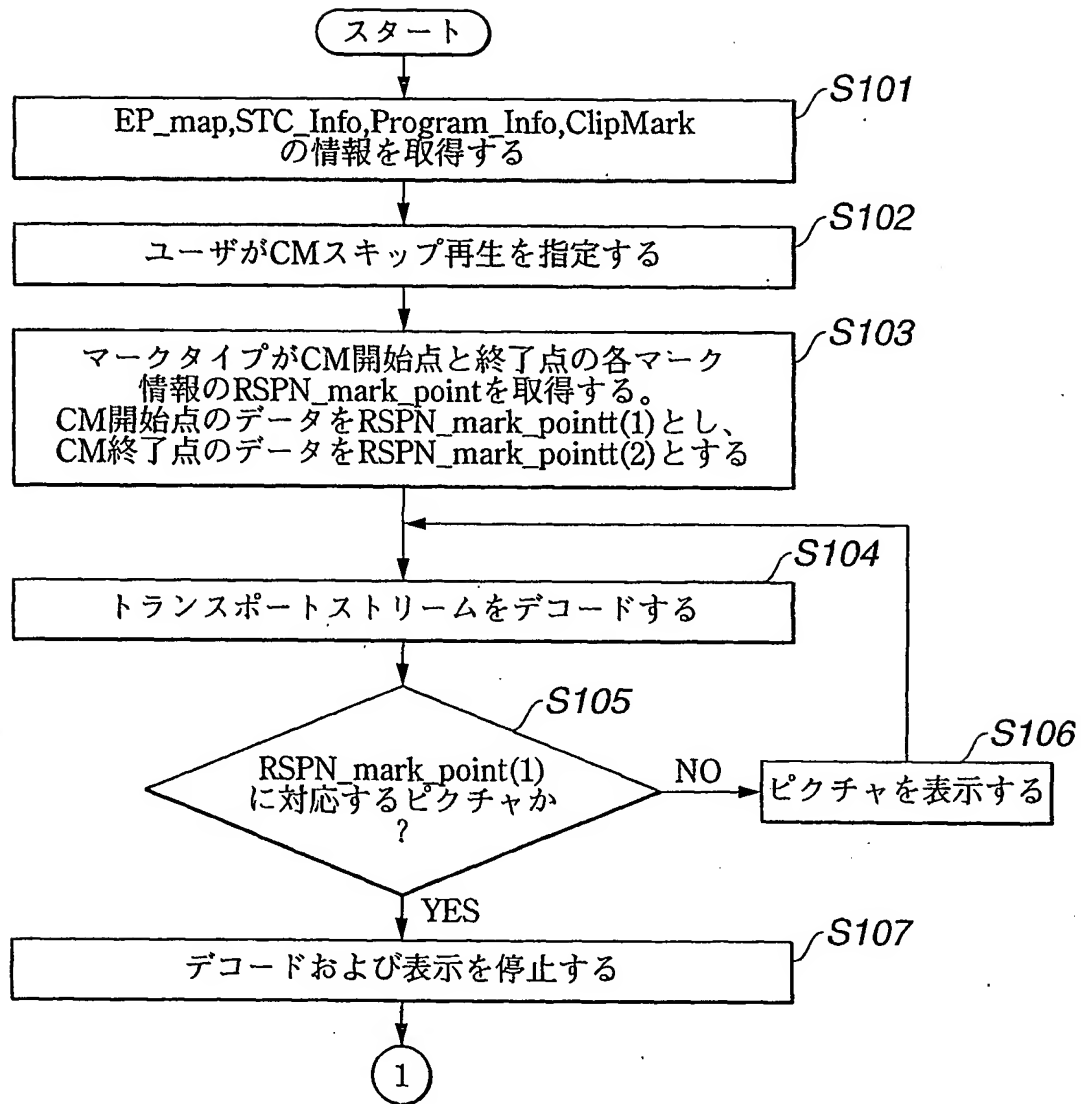 スタート
S101
EP_map,STC_Info,Program_Info,ClipMark
の情報を取得する
S102
ユーザがCMスキップ再生を指定する
S103
マークタイプがCM開始点と終了点の各マーク
情報のRSPN_mark_pointを取得する。
CM開始点のデータをRSPN_mark_pointt(1)とし、
CM終了点のデータをRSPN_mark_pointt(2)とする
S104
トランスポートストリームをデコードする
S105
RSPN_mark_point(1)
に対応するピクチャか
?
NO
S106
ピクチャを表示する
YES
S107
デコードおよび表示を停止する
1